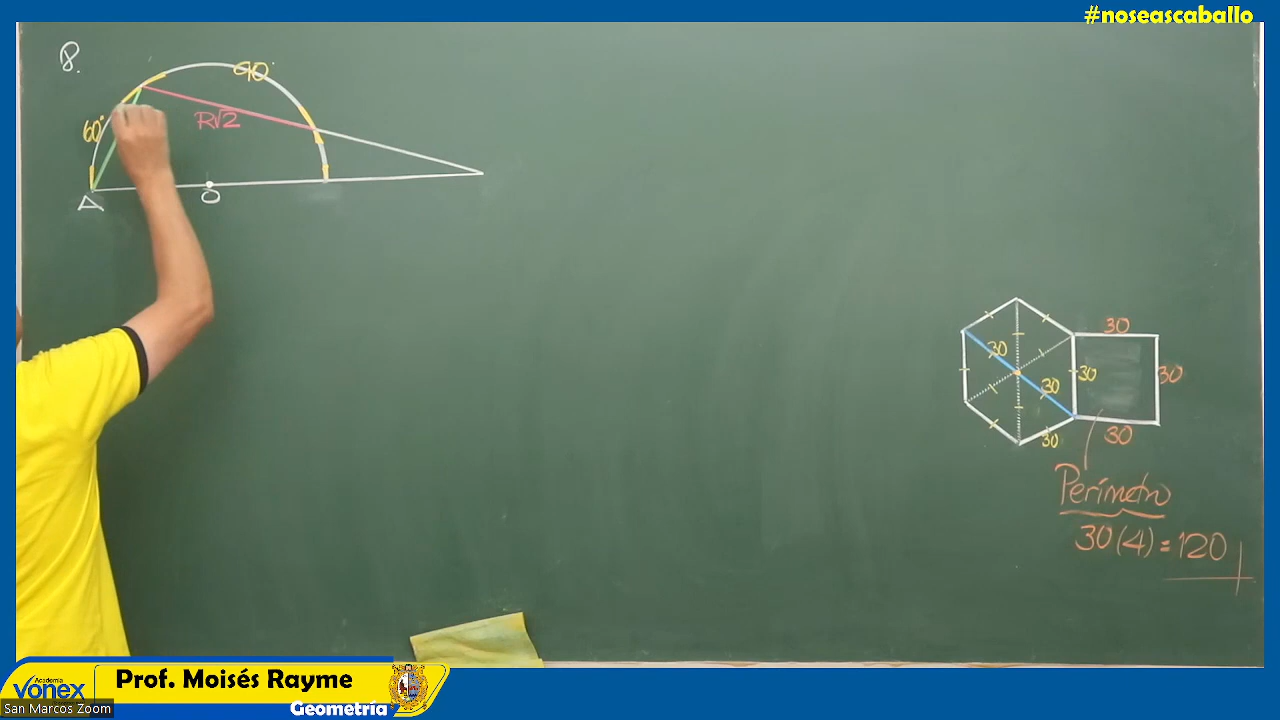 #noseascaballo
8.
90°
60°
R√2
A
O
30
30
30
30
30
30
30
Perímetro
30(4)=120
Academia
VONEX
Prof. Moisés Rayme
Geometría
San Marcos Zoom